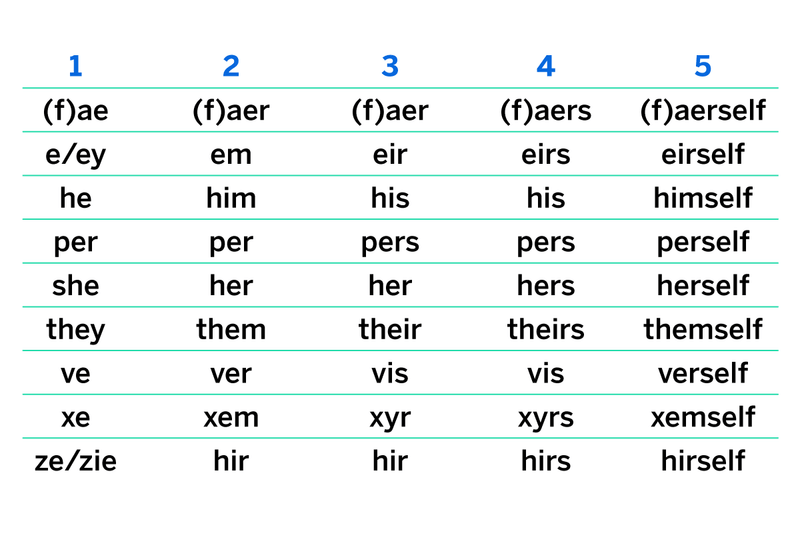 1 2 3 4 5
(f)ae (f)aer (f)aer (f)aers (f)aerself
e/ey em eir eirs eirself
he him his his himself
per per pers pers perself
she her her hers herself
they them their theirs themself
ve ver vis vis verself
xe xem xyr xyrs xemself
ze/zie hir hir hirs hirself